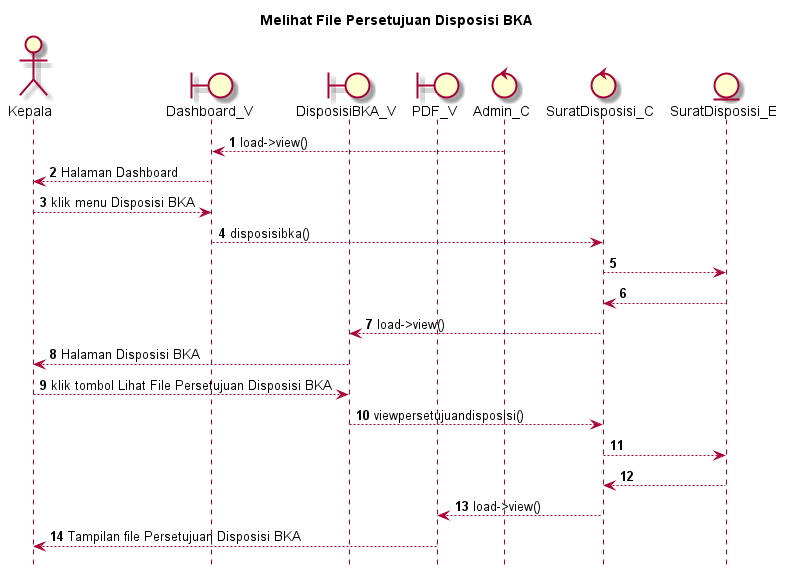 Melihat File Persetujuan Disposisi BKA
Kepala
Dashboard_V
DisposisiBKA_V
PDF_V
Admin_C
SuratDisposisi_C
SuratDisposisi_E
1 load->view()
2 Halaman Dashboard
3 klik menu Disposisi BKA
4 disposisibka()
5
6
7 load->view()
8 Halaman Disposisi BKA
9 klik tombol Lihat File Persetujuan Disposisi BKA
10 viewpersetujuandisposisi()
11
12
13 load->view()
14 Tampilan file Persetujuan Disposisi BKA